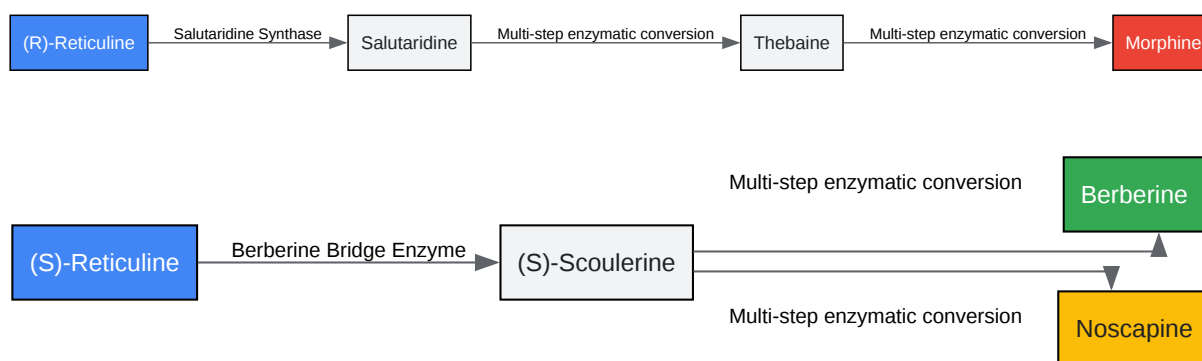 (R)-Reticuline
Salutaridine Synthase
Salutaridine
Multi-step enzymatic conversion
Thebaine
Multi-step enzymatic conversion
Morphine
(S)-Reticuline
Berberine Bridge Enzyme
(S)-Scoulerine
Multi-step enzymatic conversion
Berberine
Multi-step enzymatic conversion
Noscapine